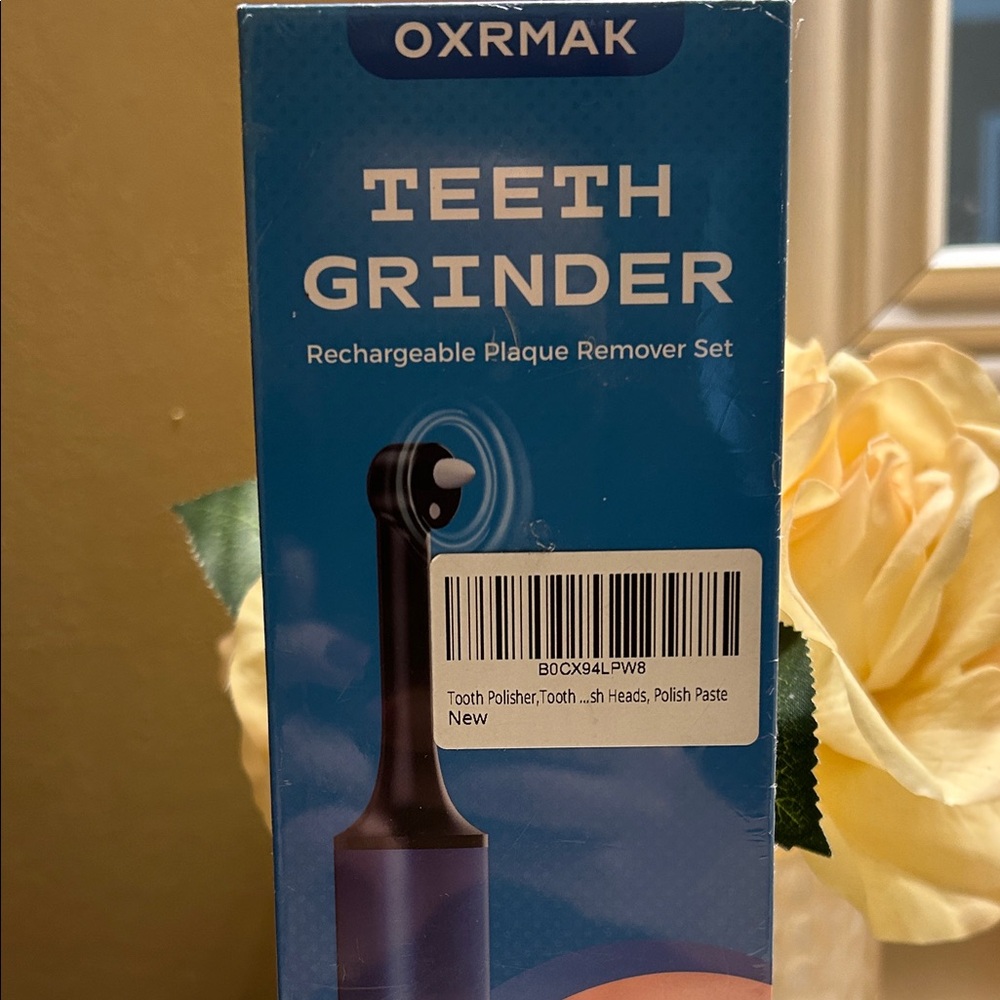 OXRMAK
TEETH
GRINDER
Rechargeable Plaque Remover Set
B0CX94LPW8
Tooth Polisher,Tooth ...sh Heads, Polish Paste
New